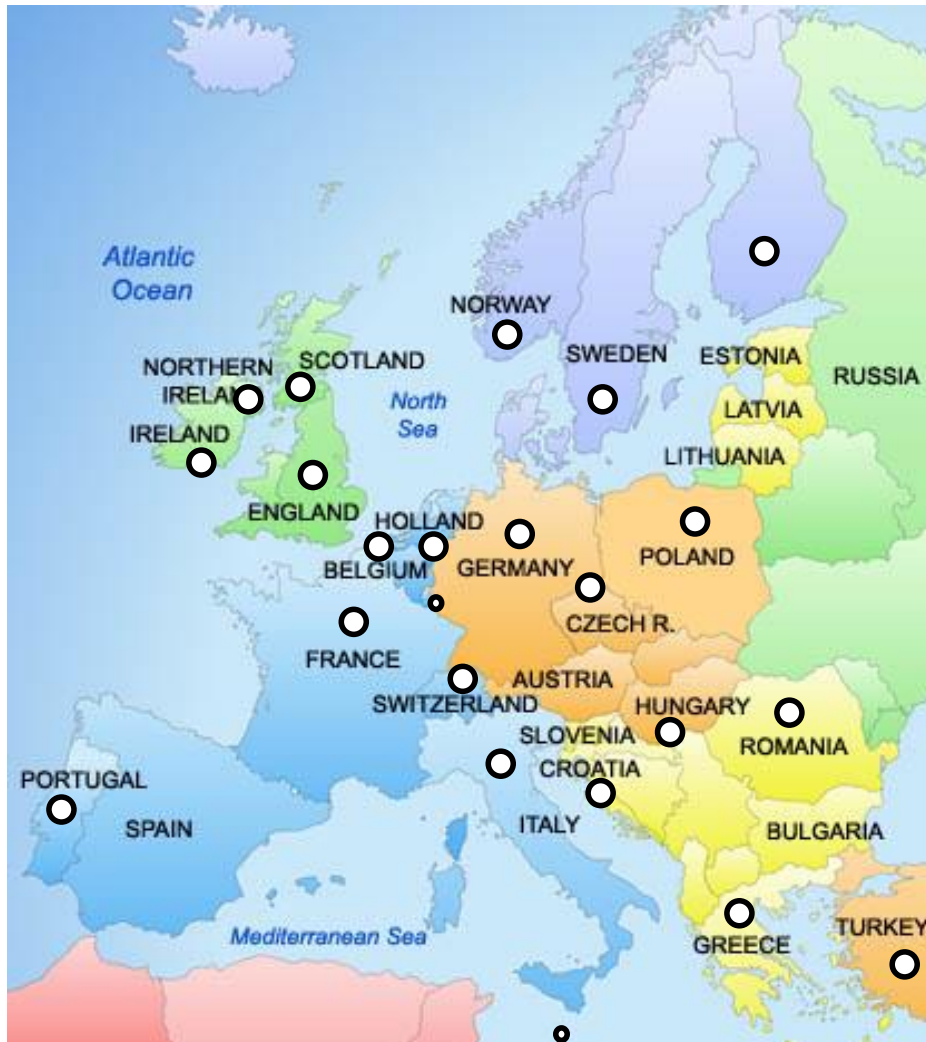 Atlantic
Ocean
NORWAY
SCOTLAND
NORTHERN
IRELAND
IRELAND
North
Sea
SWEDEN
ESTONIA
RUSSIA
LATVIA
LITHUANIA
ENGLAND
HOLLAND
BELGIUM
GERMANY
POLAND
CZECH R.
FRANCE
AUSTRIA
SWITZERLAND
HUNGARY
SLOVENIA
ROMANIA
CROATIA
PORTUGAL
SPAIN
ITALY
BULGARIA
Mediterranean Sea
GREECE
TURKEY